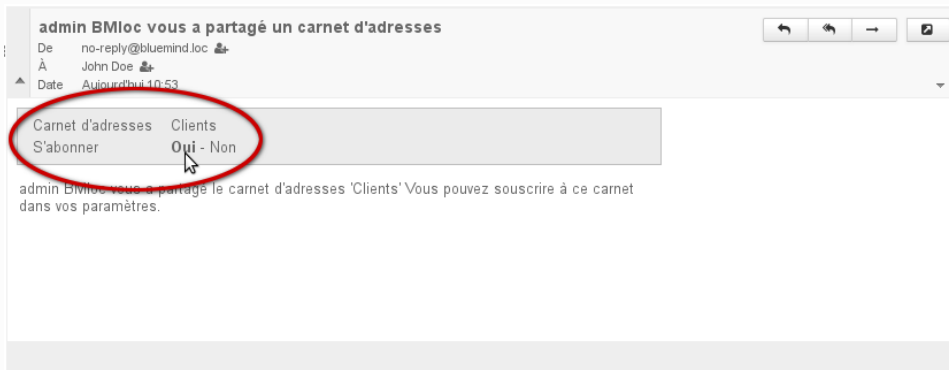 admin BMloc vous a partagé un carnet d'adresses
De no-reply@bluemind.loc
À John Doe
Date Aujourd'hui 10:53
Carnet d'adresses Clients
S'abonner Oui - Non
admin BMloc vous a partagé le carnet d'adresses 'Clients' Vous pouvez souscrire à ce carnet
dans vos paramètres.